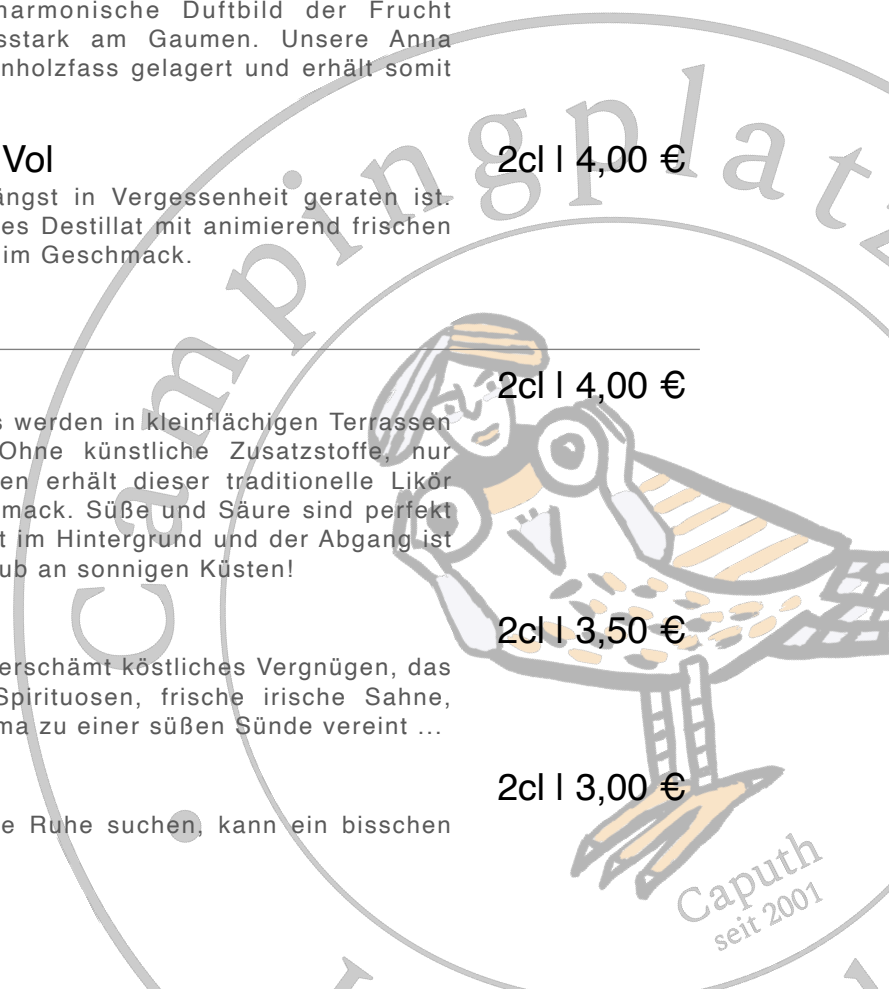 harmonische Duftbild der Frucht
sstark am Gaumen. Unsere Anna
nholzfass gelagert und erhält somit
Vol 2cl | 4,00 €
ängst in Vergessenheit geraten ist.
es Destillat mit animierend frischen
im Geschmack.
2cl | 4,00 €
s werden in kleinflächigen Terrassen
Ohne künstliche Zusatzstoffe, nur
en erhält dieser traditionelle Likör
mack. Süße und Säure sind perfekt
t im Hintergrund und der Abgang ist
ub an sonnigen Küsten!
2cl | 3,50 €
erschämt köstliches Vergnügen, das
Spirituosen, frische irische Sahne,
ma zu einer süßen Sünde vereint ...
2cl | 3,00 €
e Ruhe suchen, kann ein bisschen
Campingplatz
Caputh
seit 2001